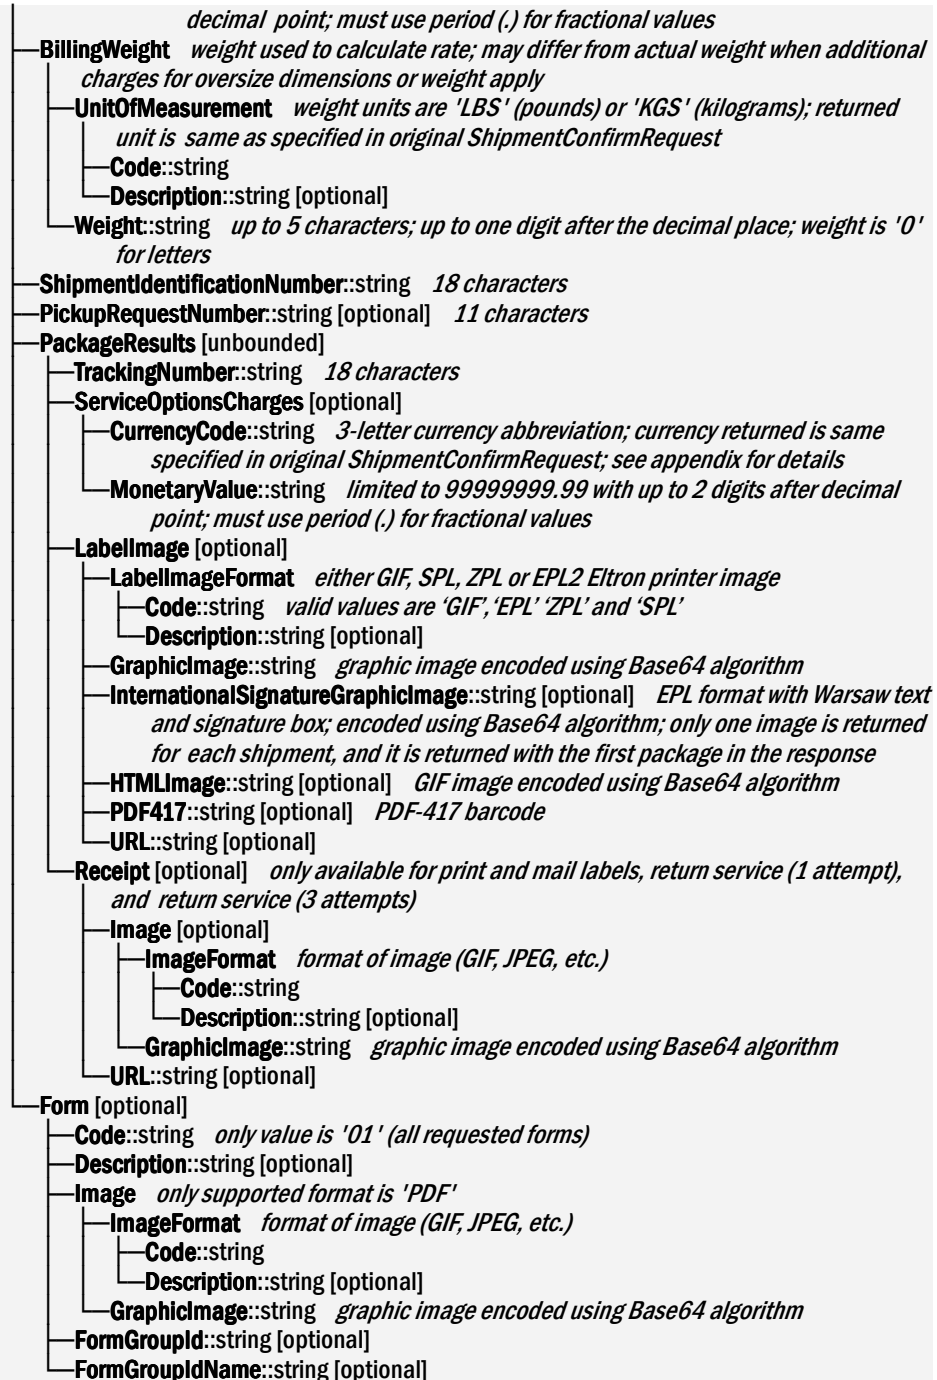 decimal point; must use period (.) for fractional values
BillingWeight weight used to calculate rate; may differ from actual weight when additional
charges for oversize dimensions or weight apply
UnitOfMeasurement weight units are 'LBS' (pounds) or 'KGS' (kilograms); returned
unit is same as specified in original ShipmentConfirmRequest
Code::string
Description::string [optional]
Weight::string up to 5 characters; up to one digit after the decimal place; weight is '0'
for letters
ShipmentIdentificationNumber::string 18 characters
PickupRequestNumber::string [optional] 11 characters
PackageResults [unbounded]
TrackingNumber::string 18 characters
ServiceOptionsCharges [optional]
CurrencyCode::string 3-letter currency abbreviation; currency returned is same
specified in original ShipmentConfirmRequest; see appendix for details
MonetaryValue::string limited to 99999999.99 with up to 2 digits after decimal
point; must use period (.) for fractional values
LabelImage [optional]
LabelImageFormat either GIF, SPL, ZPL or EPL2 Eltron printer image
Code::string valid values are ‘GIF’,‘EPL’ ‘ZPL’ and ‘SPL’
Description::string [optional]
GraphicImage::string graphic image encoded using Base64 algorithm
InternationalSignatureGraphicImage::string [optional] EPL format with Warsaw text
and signature box; encoded using Base64 algorithm; only one image is returned
for each shipment, and it is returned with the first package in the response
HTMLImage::string [optional] GIF image encoded using Base64 algorithm
PDF417::string [optional] PDF-417 barcode
URL::string [optional]
Receipt [optional] only available for print and mail labels, return service (1 attempt),
and return service (3 attempts)
Image [optional]
ImageFormat format of image (GIF, JPEG, etc.)
Code::string
Description::string [optional]
GraphicImage::string graphic image encoded using Base64 algorithm
URL::string [optional]
Form [optional]
Code::string only value is '01' (all requested forms)
Description::string [optional]
Image only supported format is 'PDF'
ImageFormat format of image (GIF, JPEG, etc.)
Code::string
Description::string [optional]
GraphicImage::string graphic image encoded using Base64 algorithm
FormGroupId::string [optional]
FormGroupIdName::string [optional]